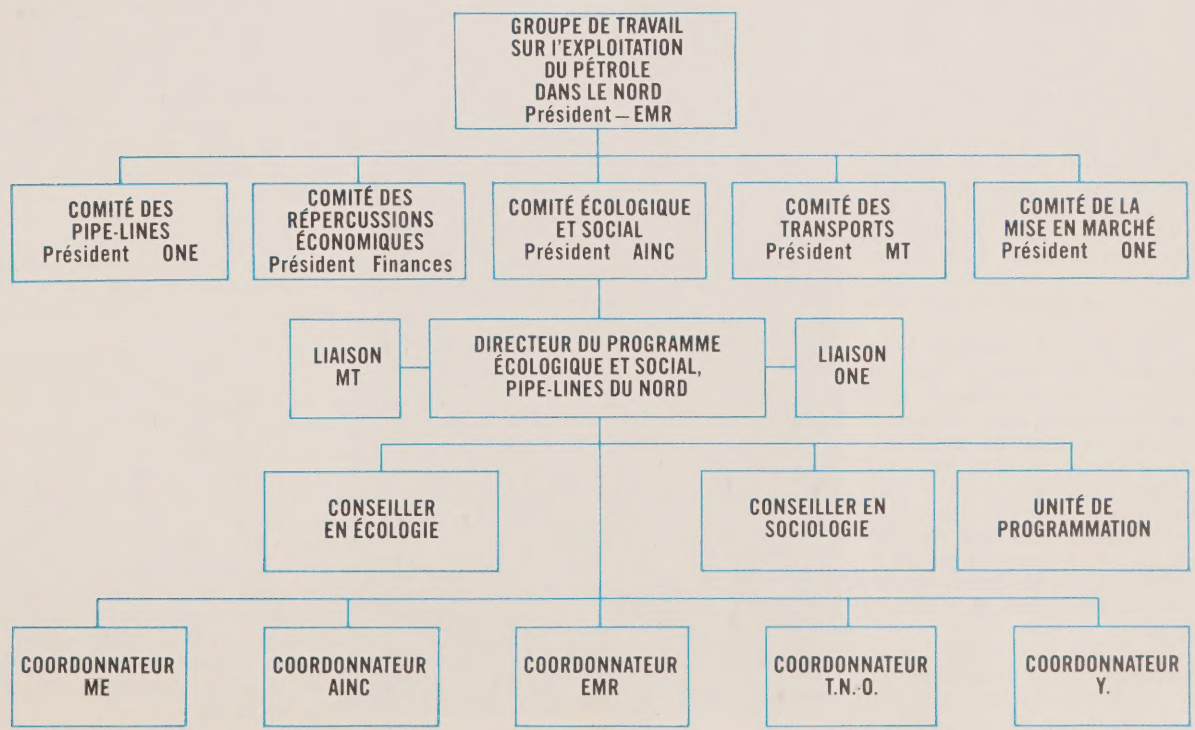 GROUPE DE TRAVAIL
SUR l'EXPLOITATION
DU PÉTROLE
DANS LE NORD
Président — EMR
COMITÉ DES
PIPE-LINES
Président ONE
COMITÉ DES
RÉPERCUSSIONS
ÉCONOMIQUES
Président Finances
COMITÉ ÉCOLOGIQUE
ET SOCIAL
Président AINC
COMITÉ DES
TRANSPORTS
Président MT
COMITÉ DE LA
MISE EN MARCHÉ
Président ONE
LIAISON
MT
DIRECTEUR DU PROGRAMME
ÉCOLOGIQUE ET SOCIAL,
PIPE-LINES DU NORD
LIAISON
ONE
CONSEILLER
EN ÉCOLOGIE
CONSEILLER EN
SOCIOLOGIE
UNITÉ DE
PROGRAMMATION
COORDONNATEUR
ME
COORDONNATEUR
AINC
COORDONNATEUR
EMR
COORDONNATEUR
T.N.-O.
COORDONNATEUR
Y.